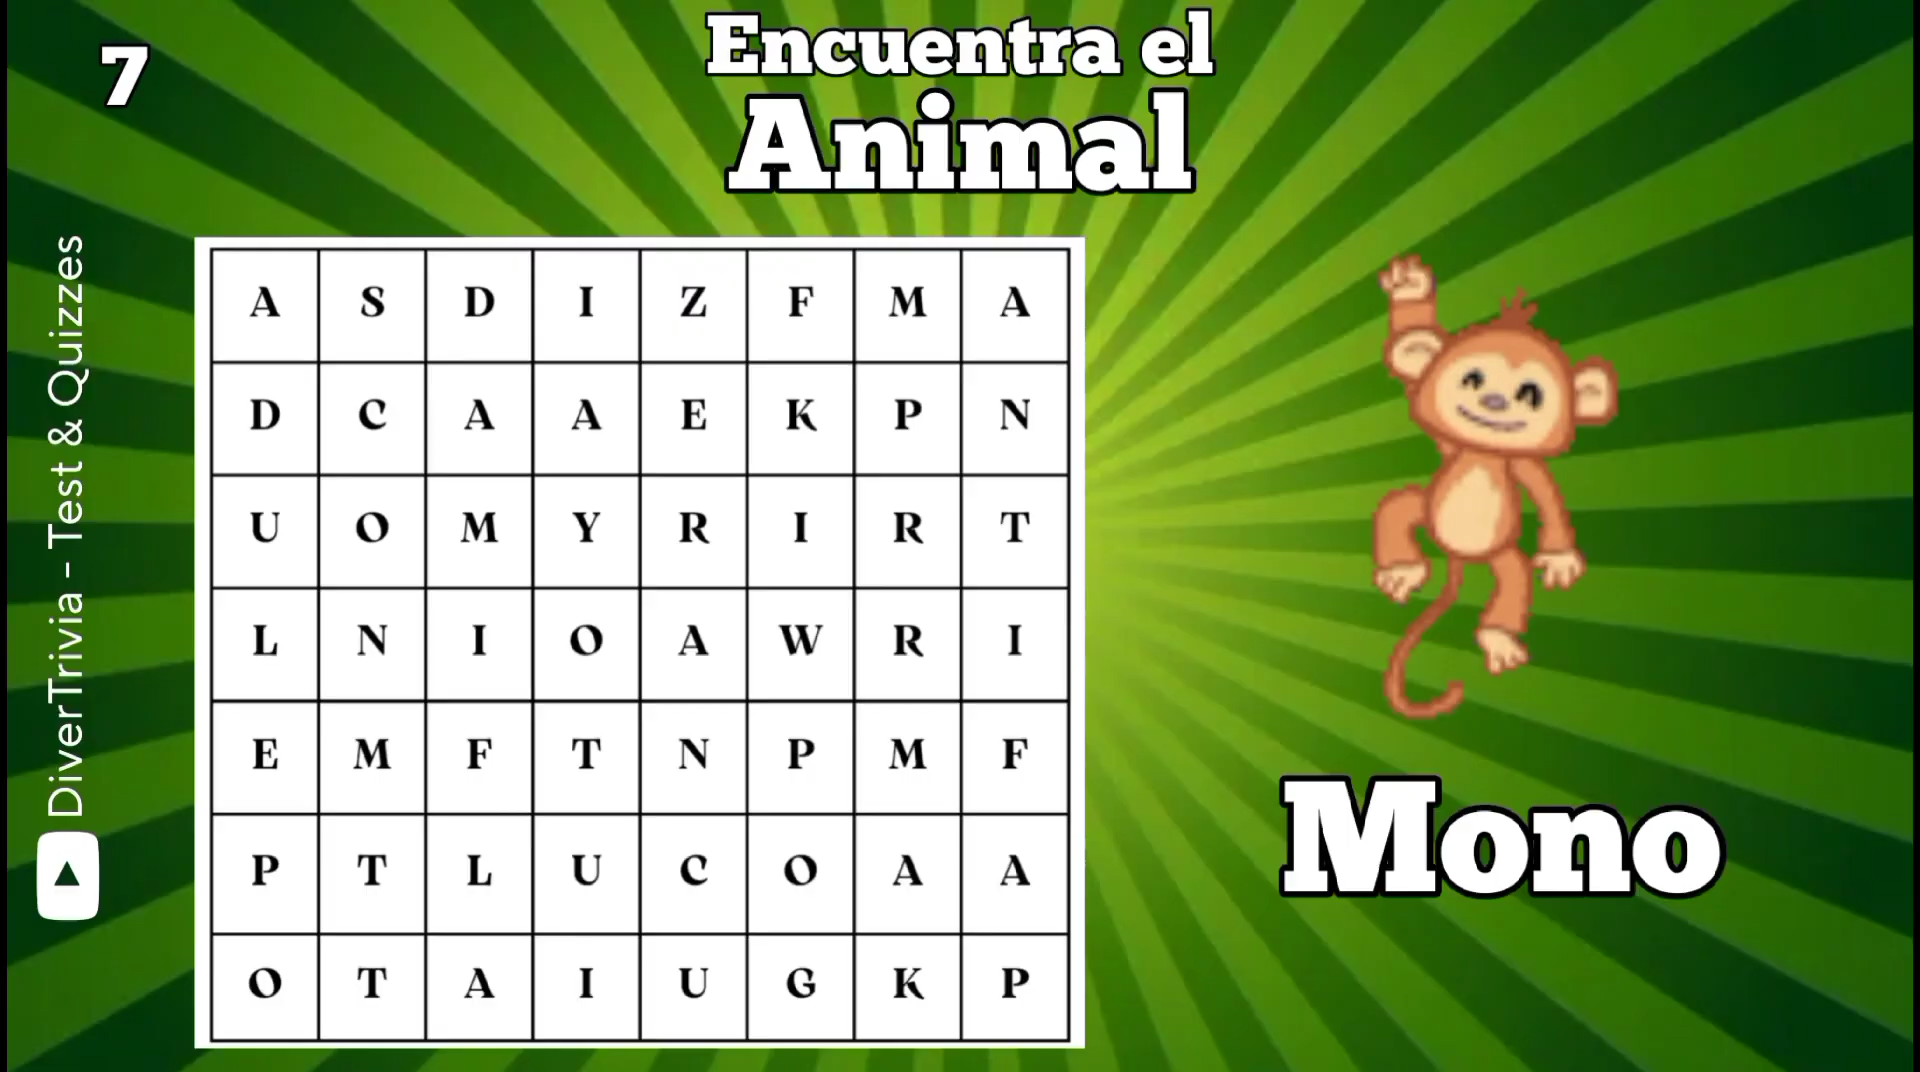 7
Encuentra el
Animal
DiverTrivia - Test & Quizzes
A S D I Z F M A
D C A A E K P N
U O M Y R I R T
L N I O A W R I
E M F T N P M F
P T L U C O A A
O T A I U G K P
Mono